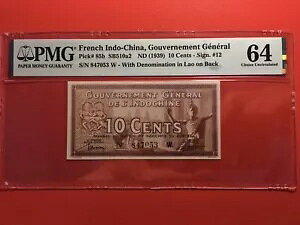 PMG
PAPER MONEY GUARANTY
French Indo-China, Gouvernement Général
Pick# 85b SB510a2 ND (1939) 10 Cents - Sign. #12
S/N 847053 W - With Denomination in Lao on Back
64
Choice Uncirculated
GOUVERNEMENT GÉNÉRAL
DE L'INDOCHINE
10 CENTS
847053 W